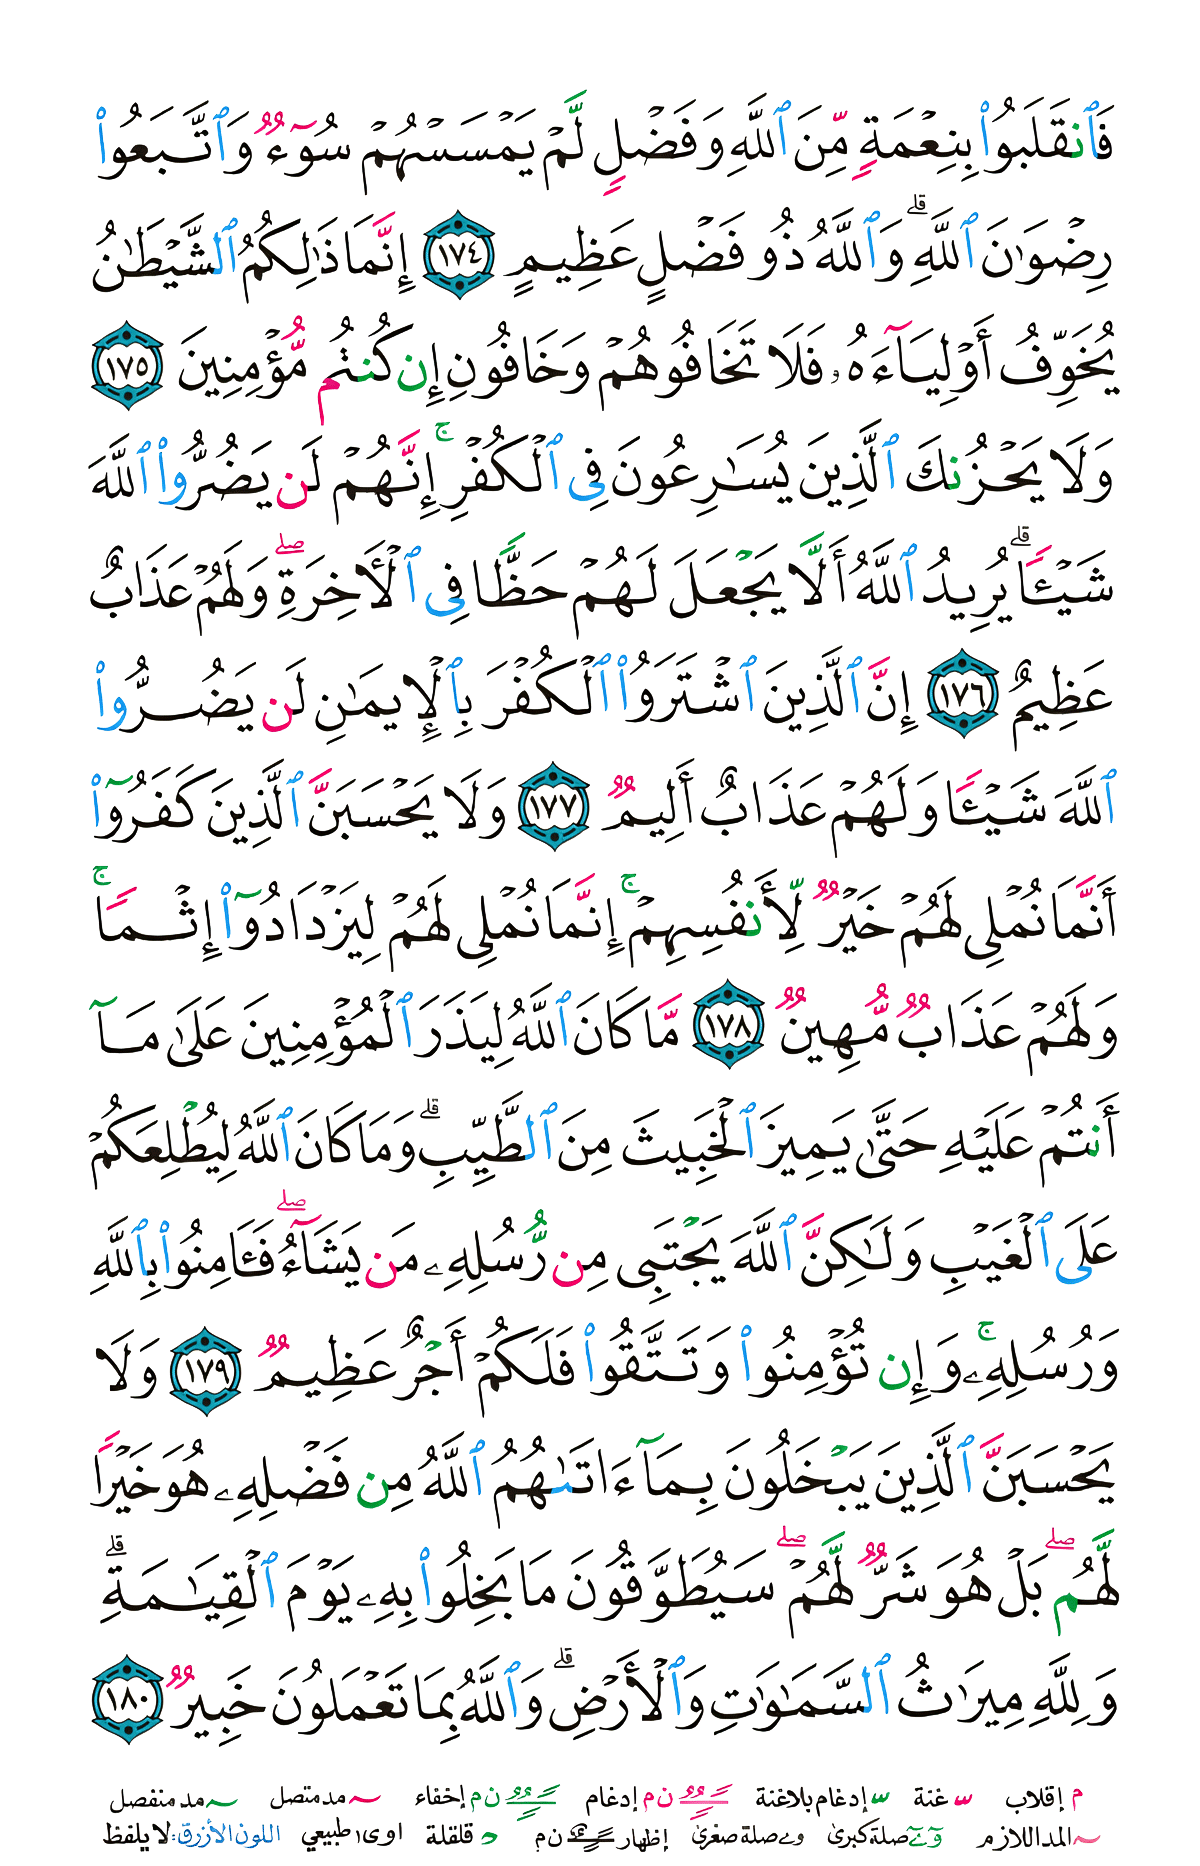 فَٱنقَلَبُوا۟ بِنِعْمَةٍ مِّنَ ٱللَّهِ وَفَضْلٍ لَّمْ يَمْسَسْهُمْ سُوٓءٌ وَٱتَّبَعُوا۟
رِضْوَٰنَ ٱللَّهِ ۗ وَٱللَّهُ ذُو فَضْلٍ عَظِيمٍ ١٧٤ إِنَّمَا ذَٰلِكُمُ ٱلشَّيْطَٰنُ
يُخَوِّفُ أَوْلِيَآءَهُۥ فَلَا تَخَافُوهُمْ وَخَافُونِ إِن كُنتُم مُّؤْمِنِينَ ١٧٥
وَلَا يَحْزُنكَ ٱلَّذِينَ يُسَٰرِعُونَ فِى ٱلْكُفْرِ ۚ إِنَّهُمْ لَن يَضُرُّوا۟ ٱللَّهَ
شَيْـًٔا ۗ يُرِيدُ ٱللَّهُ أَلَّا يَجْعَلَ لَهُمْ حَظًّا فِى ٱلْأَخِرَةِ ۖ وَلَهُمْ عَذَابٌ
عَظِيمٌ ١٧٦ إِنَّ ٱلَّذِينَ ٱشْتَرَوُا۟ ٱلْكُفْرَ بِٱلْإِيمَٰنِ لَن يَضُرُّوا۟
ٱللَّهَ شَيْـًٔا وَلَهُمْ عَذَابٌ أَلِيمٌ ١٧٧ وَلَا يَحْسَبَنَّ ٱلَّذِينَ كَفَرُوٓا۟
أَنَّمَا نُمْلِى لَهُمْ خَيْرٌ لِّأَنفُسِهِمْ ۚ إِنَّمَا نُمْلِى لَهُمْ لِيَزْدَادُوٓا۟ إِثْمًا ۚ
وَلَهُمْ عَذَابٌ مُّهِينٌ ١٧٨ مَّا كَانَ ٱللَّهُ لِيَذَرَ ٱلْمُؤْمِنِينَ عَلَىٰ مَآ
أَنتُمْ عَلَيْهِ حَتَّىٰ يَمِيزَ ٱلْخَبِيثَ مِنَ ٱلطَّيِّبِ ۗ وَمَا كَانَ ٱللَّهُ لِيُطْلِعَكُمْ
عَلَى ٱلْغَيْبِ وَلَٰكِنَّ ٱللَّهَ يَجْتَبِى مِن رُّسُلِهِۦ مَن يَشَآءُ ۖ فَـَٔامِنُوا۟ بِٱللَّهِ
وَرُسُلِهِۦ ۚ وَإِن تُؤْمِنُوا۟ وَتَتَّقُوا۟ فَلَكُمْ أَجْرٌ عَظِيمٌ ١٧٩ وَلَا
يَحْسَبَنَّ ٱلَّذِينَ يَبْخَلُونَ بِمَآ ءَاتَىٰهُمُ ٱللَّهُ مِن فَضْلِهِۦ هُوَ خَيْرًا
لَّهُم ۖ بَلْ هُوَ شَرٌّ لَّهُمْ ۖ سَيُطَوَّقُونَ مَا بَخِلُوا۟ بِهِۦ يَوْمَ ٱلْقِيَٰمَةِ ۗ
وَلِلَّهِ مِيرَٰثُ ٱلسَّمَٰوَٰتِ وَٱلْأَرْضِ ۗ وَٱللَّهُ بِمَا تَعْمَلُونَ خَبِيرٌ ١٨٠
م إقلاب غنة إدغام بلاغنة ن م إدغام ن م إخفاء مد متصل مد منفصل
المد اللازم صلة كبرى و ے صلة صغرى إظهار ن م قلقلة اوى ا طبيعي اللون الأزرق: لا يلفظ